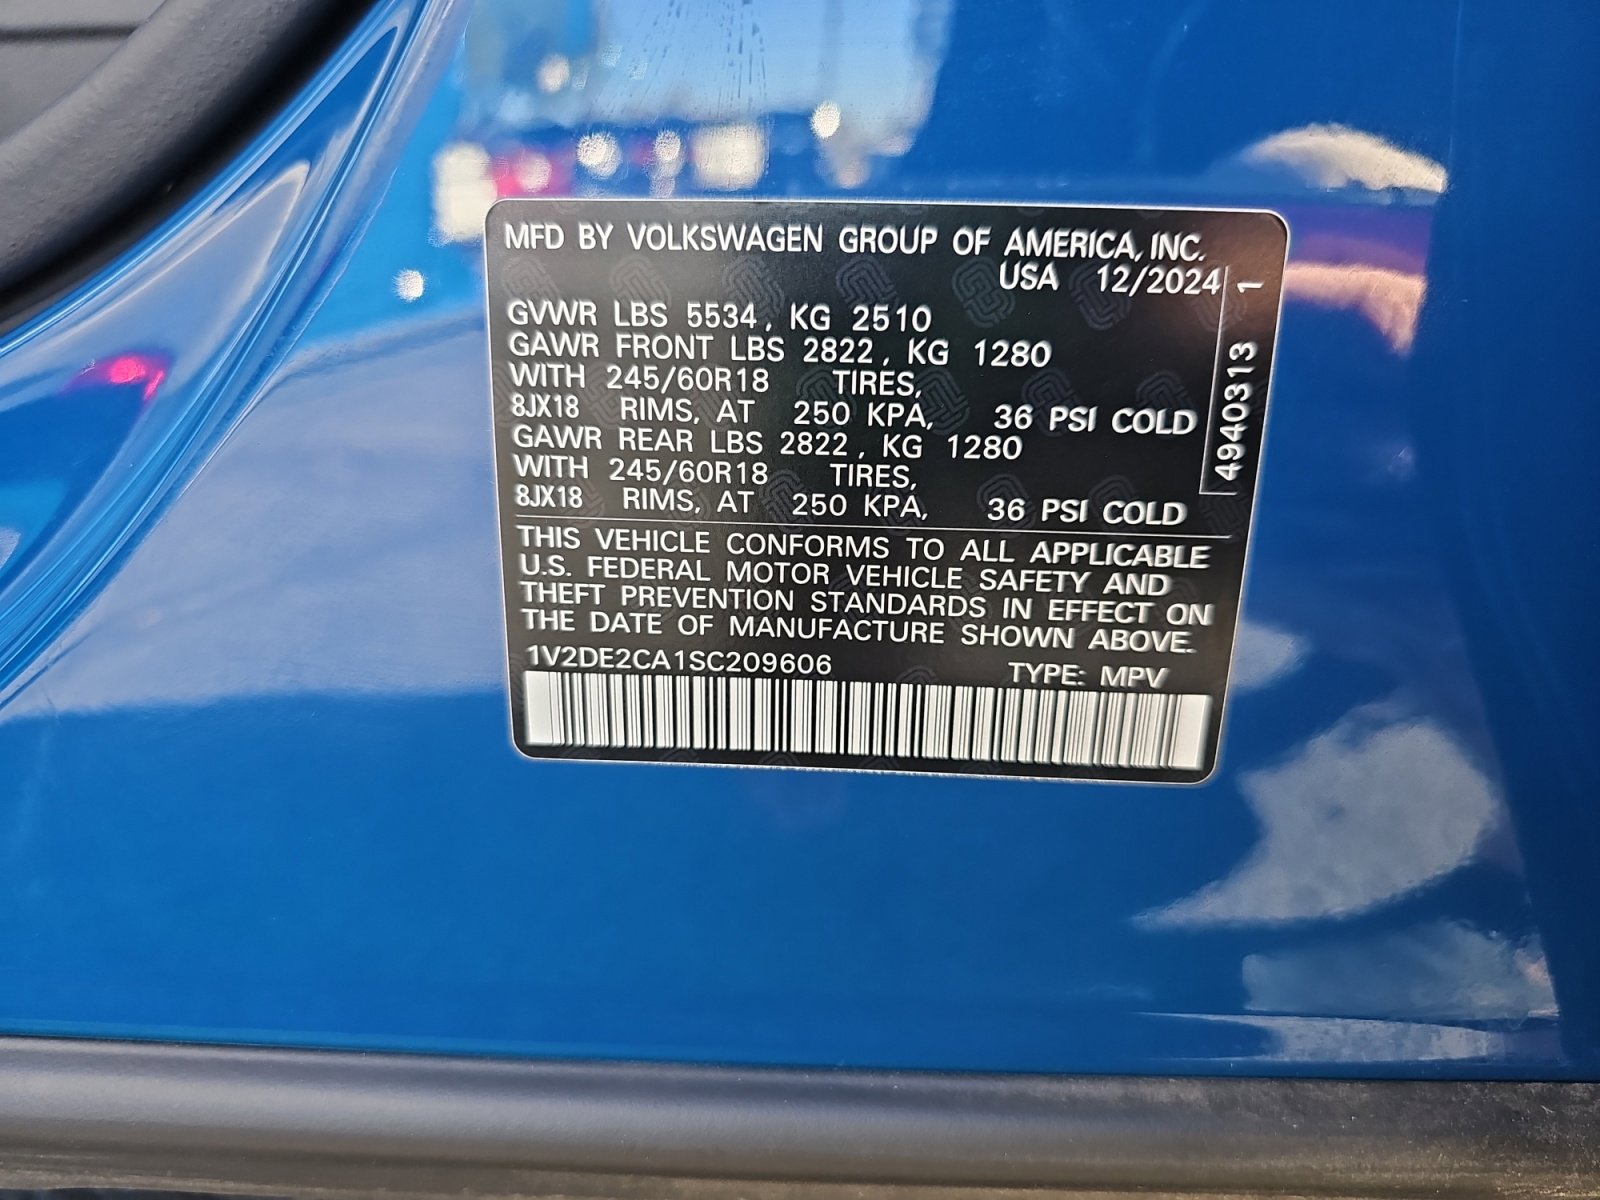 MFD BY VOLKSWAGEN GROUP OF AMERICA, INC.
USA 12/2024
GVWR LBS 5534, KG 2510
GAWR FRONT LBS 2822, KG 1280
WITH 245/60R18 TIRES,
8JX18 RIMS, AT 250 KPA, 36 PSI COLD
GAWR REAR LBS 2822, KG 1280
WITH 245/60R18 TIRES,
8JX18 RIMS, AT 250 KPA, 36 PSI COLD
THIS VEHICLE CONFORMS TO ALL APPLICABLE
U.S. FEDERAL MOTOR VEHICLE SAFETY AND
THEFT PREVENTION STANDARDS IN EFFECT ON
THE DATE OF MANUFACTURE SHOWN ABOVE.
1V2DE2CA1SC209606 TYPE: MPV
4940313 1